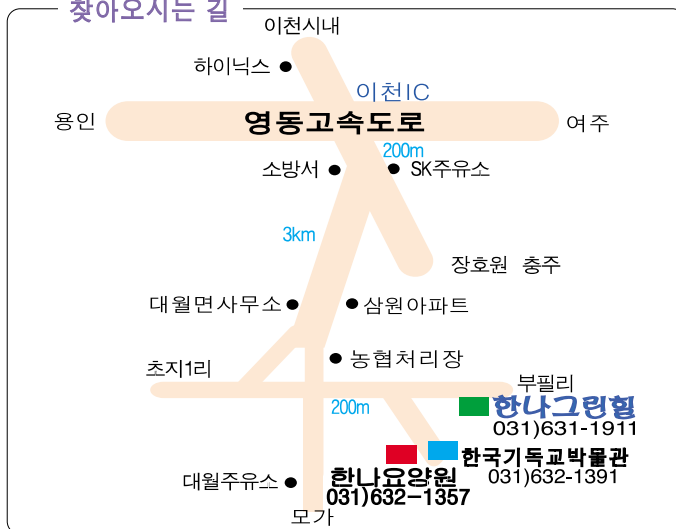 찾아오시는 길
이천시내
하이닉스
이천IC
용인
영동고속도로
여주
200m
소방서
SK주유소
3km
장호원 충주
대월면사무소
삼원아파트
농협처리장
초지1리
부필리
200m
한나그린힐
031)631-1911
한국기독교박물관
031)632-1391
한나요양원
031)632-1357
대월주유소
모가